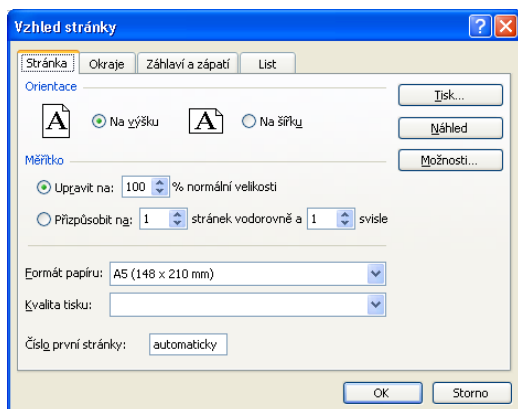 Vzhled stránky
Stránka Okraje Záhlaví a zápatí List
Orientace
A Na výšku A Na šířku
Tisk...
Náhled
Možnosti...
Měřítko
Upravit na: 100 % normální velikosti
Přizpůsobit na: 1 stránek vodorovně a 1 svisle
Formát papíru: A5 (148 x 210 mm)
Kvalita tisku:
Číslo první stránky: automaticky
OK Storno